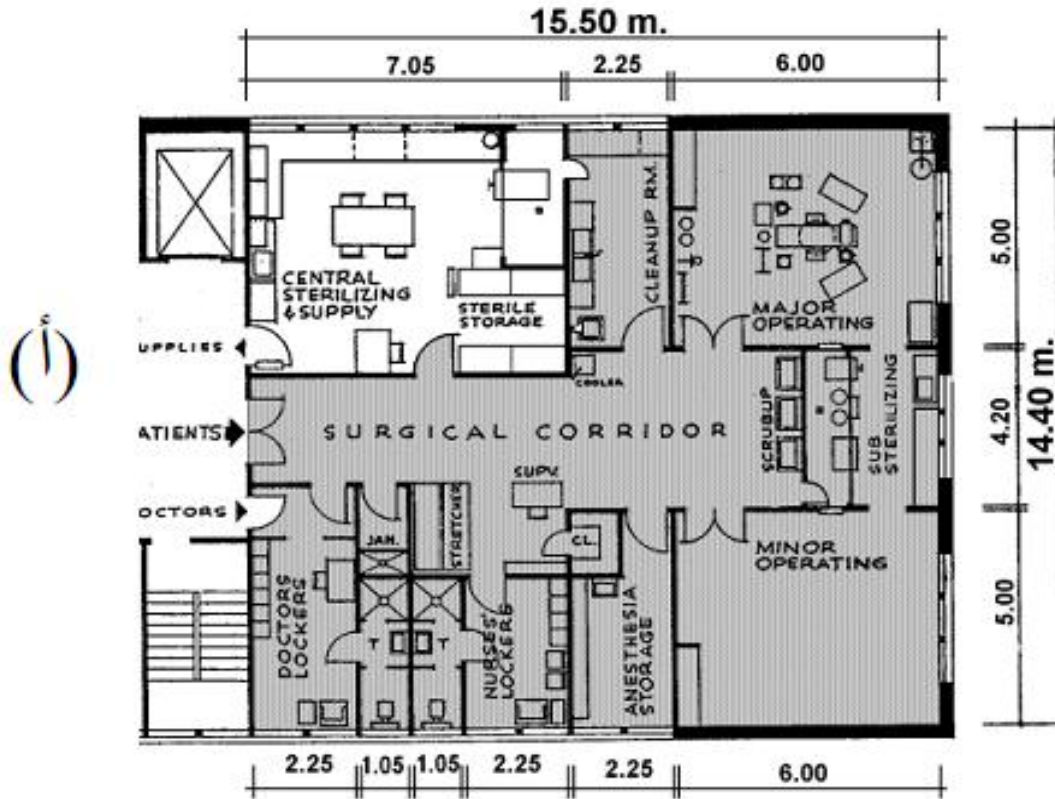 15.50 m.
7.05
2.25
6.00
CLEANUP RM.
CENTRAL
STERILIZING
& SUPPLY
STERILE
STORAGE
MAJOR
OPERATING
5.00
UPPLIES
COOLER
ATIENTS
SURGICAL CORRIDOR
SCRUBUP
SUB
STERILIZING
4.20
14.40 m.
SUPV.
OCTORS
JAN.
STRETCHER
CL.
MINOR
OPERATING
DOCTORS
LOCKERS
T
T
NURSES'
LOCKERS
ANESTHESIA
STORAGE
5.00
2.25
1.05
1.05
2.25
2.25
6.00